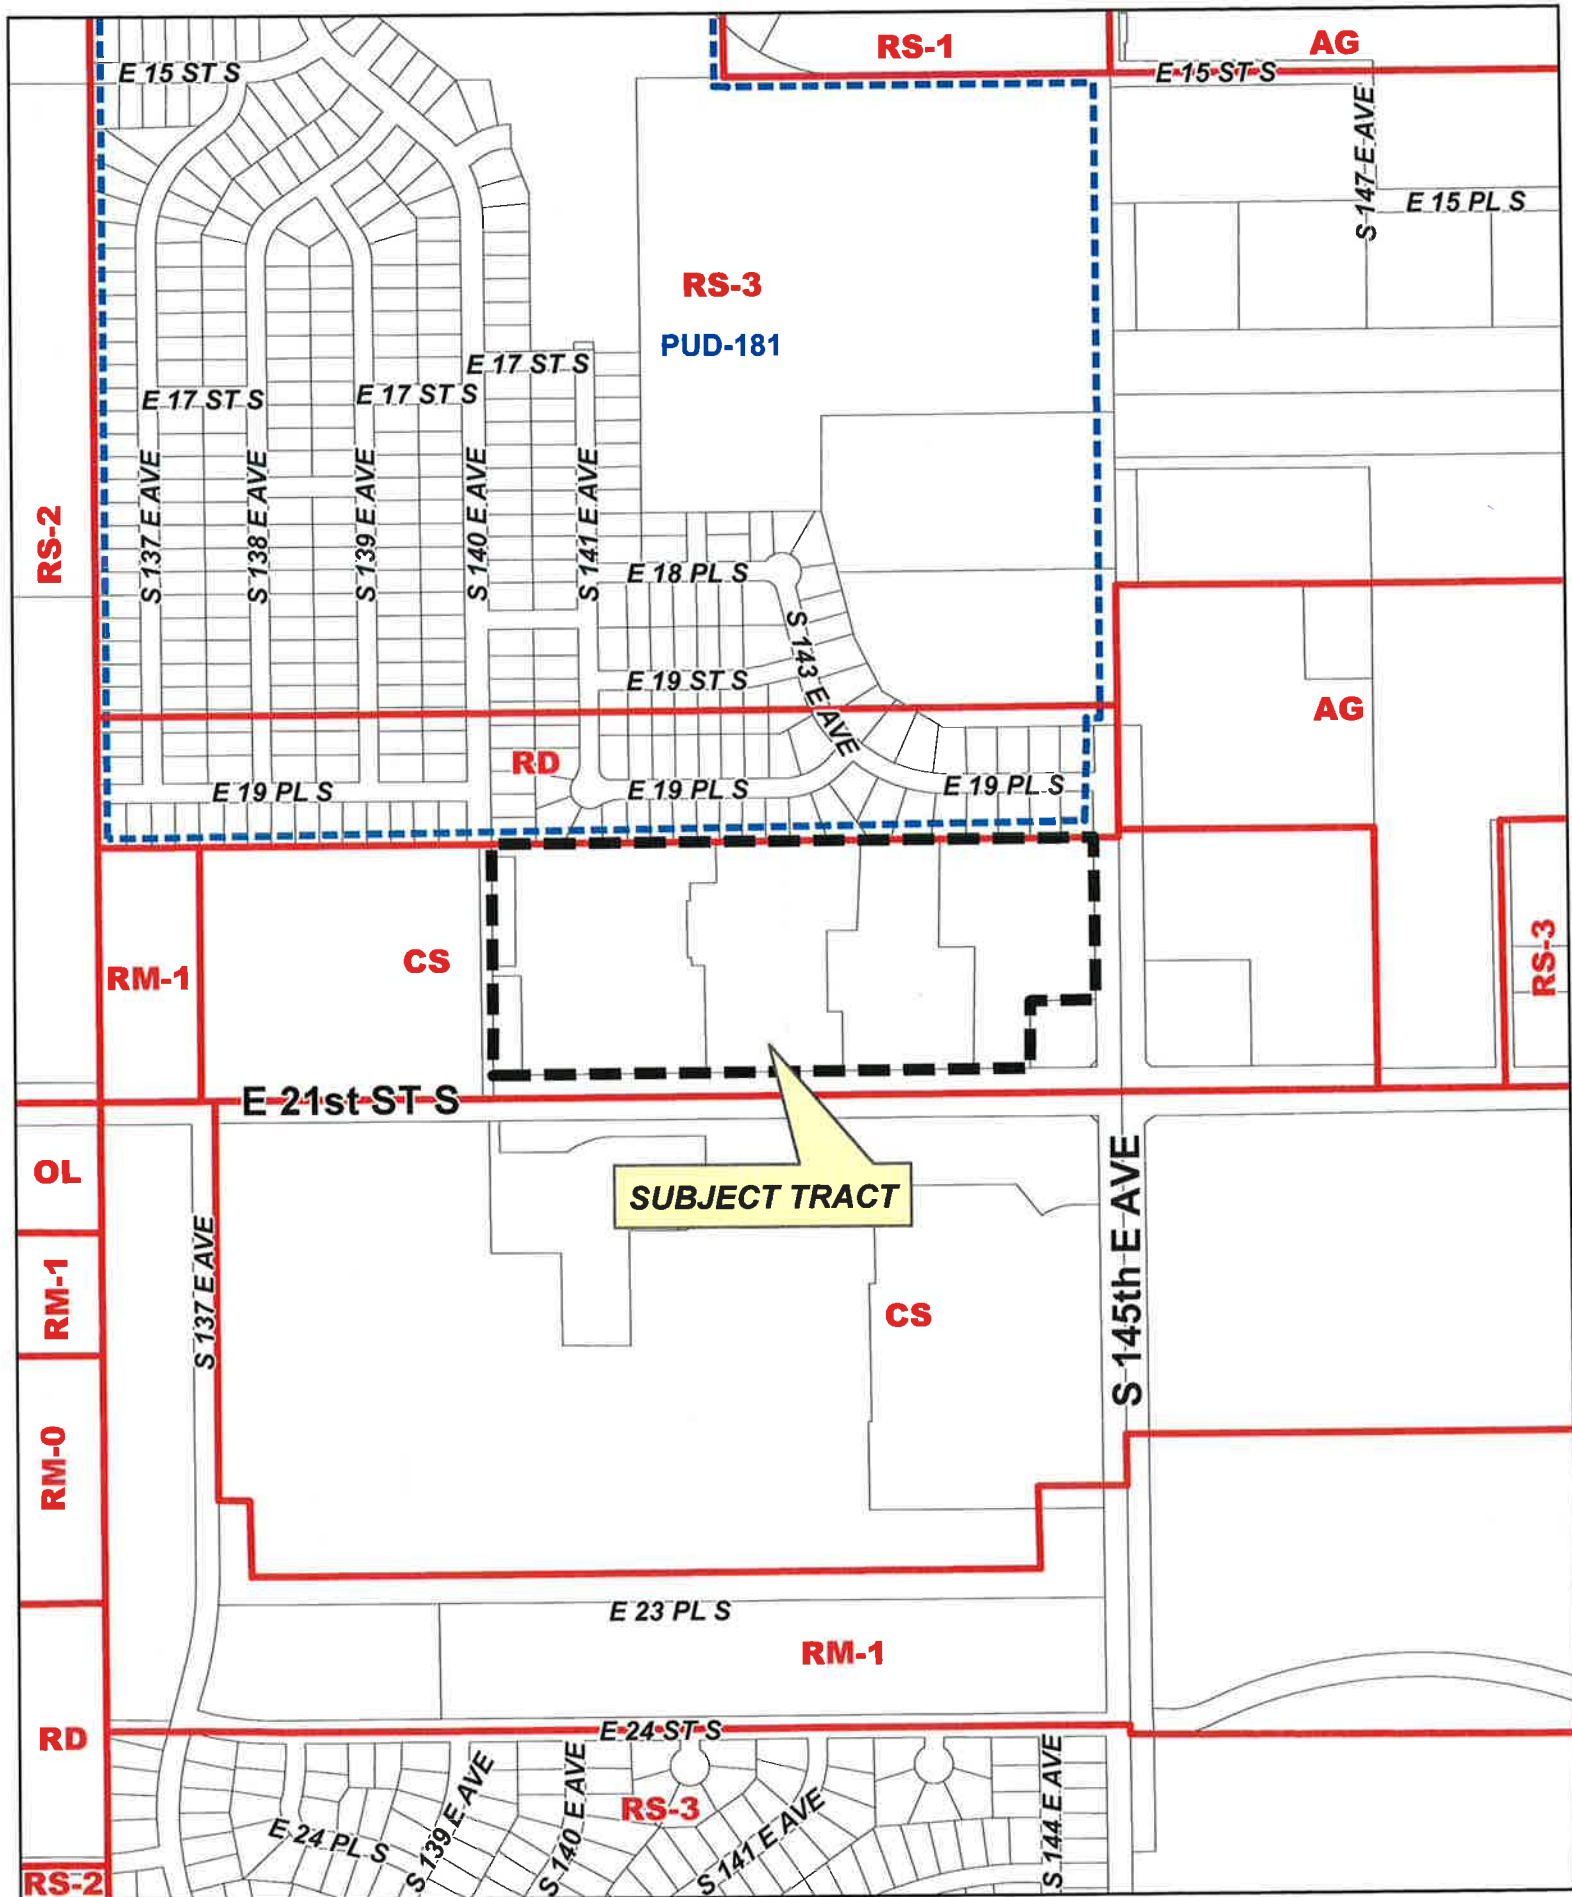 RS-1
AG
E 15 ST S
E 15 ST S
S 147 E AVE
E 15 PL S
RS-3
PUD-181
E 17 ST S
E 17 ST S
E 17 ST S
RS-2
S 137 E AVE
S 138 E AVE
S 139 E AVE
S 140 E AVE
S 141 E AVE
E 18 PL S
S 143 E AVE
E 19 ST S
AG
RD
E 19 PL S
E 19 PL S
E 19 PL S
RM-1
CS
RS-3
E 21st ST S
OL
SUBJECT TRACT
S 137 E AVE
RM-1
CS
S 145th E AVE
RM-0
E 23 PL S
RM-1
RD
E 24 ST S
RS-3
E 24 PL S
S 139 E AVE
S 140 E AVE
S 141 E AVE
S 144 E AVE
RS-2